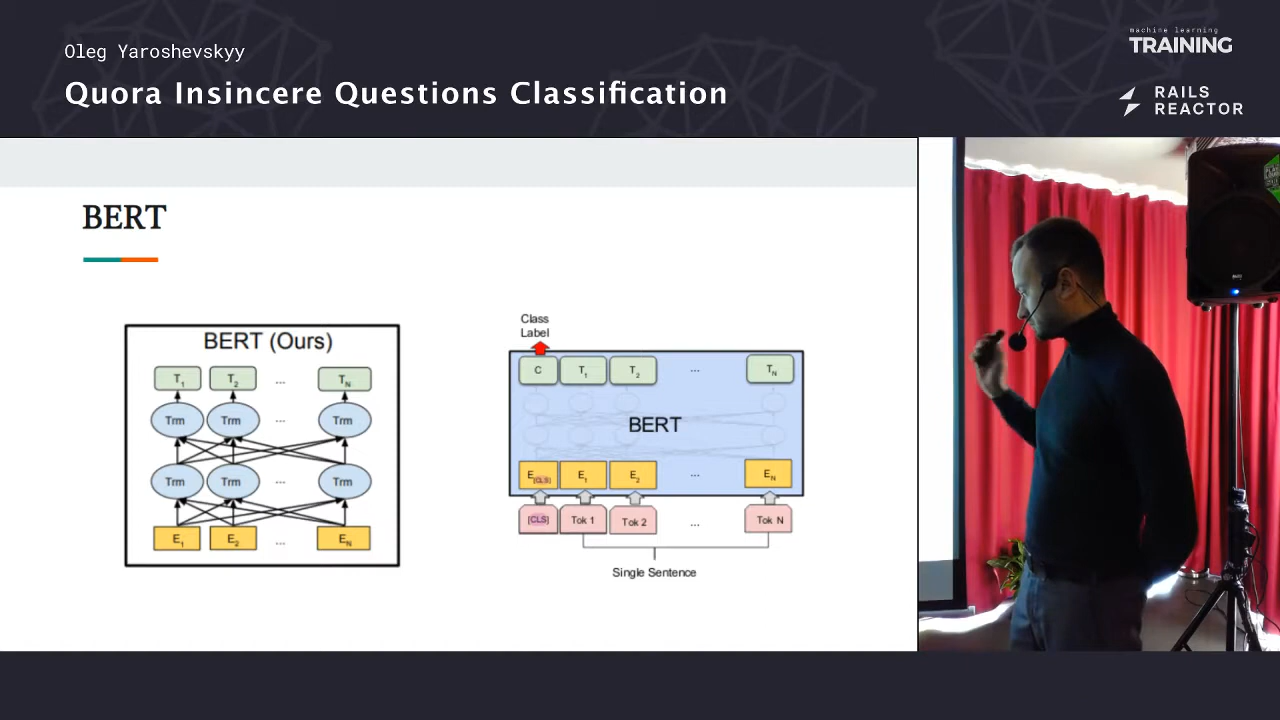 Oleg Yaroshevskyy
Quora Insincere Questions Classification
machine learning
TRAINING
RAILS
REACTOR
BERT
BERT (Ours)
T1 T2 ... TN
Trm Trm ... Trm
Trm Trm ... Trm
E1 E2 ... EN
Class
Label
C T1 T2 ... TN
BERT
E[CLS] E1 E2 ... EN
[CLS] Tok 1 Tok 2 ... Tok N
Single Sentence